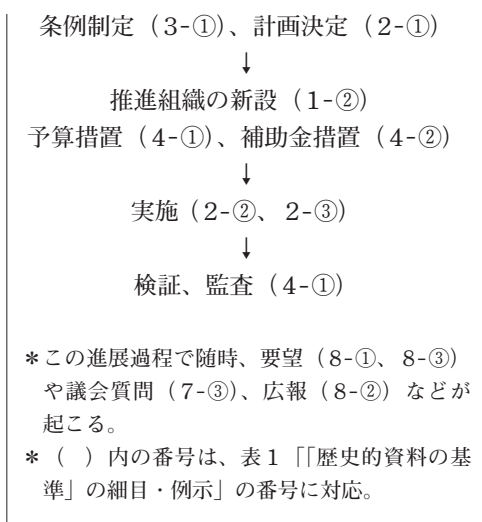 条例制定（3-①）、計画決定（2-①）
↓
推進組織の新設（1-②）
予算措置（4-①）、補助金措置（4-②）
↓
実施（2-②、2-③）
↓
検証、監査（4-①）
＊この進展過程で随時、要望（8-①、8-③）
や議会質問（7-③）、広報（8-②）などが
起こる。
＊（　）内の番号は、表１「「歴史的資料の基
準」の細目・例示」の番号に対応。